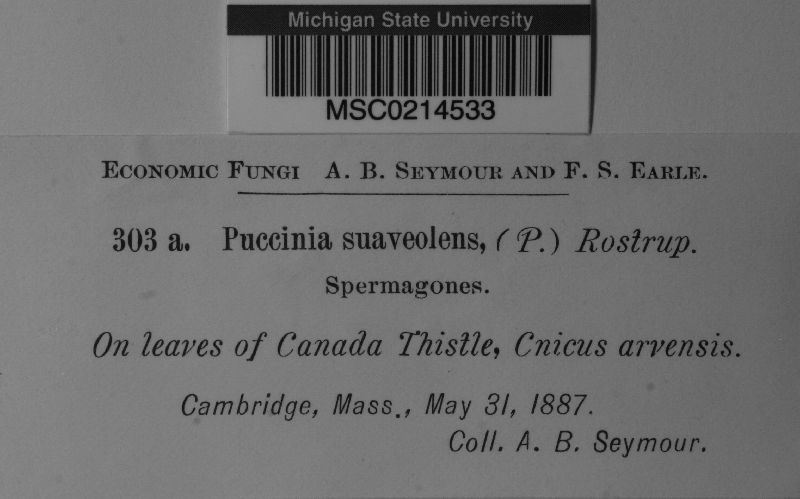 Michigan State University
MSC0214533
Economic Fungi A. B. Seymour and F. S. Earle.
303 a. Puccinia suaveolens, (P.) Rostrup.
Spermagones.
On leaves of Canada Thistle, Cnicus arvensis.
Cambridge, Mass., May 31, 1887.
Coll. A. B. Seymour.